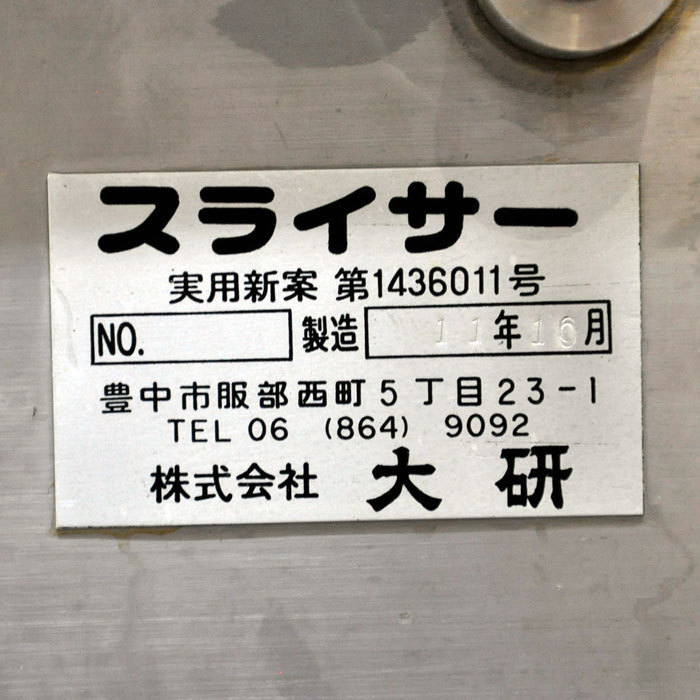 スライサー
実用新案 第1436011号
NO. 製造 11年 10月
豊中市服部西町5丁目23-1
TEL 06 (864) 9092
株式会社 大研